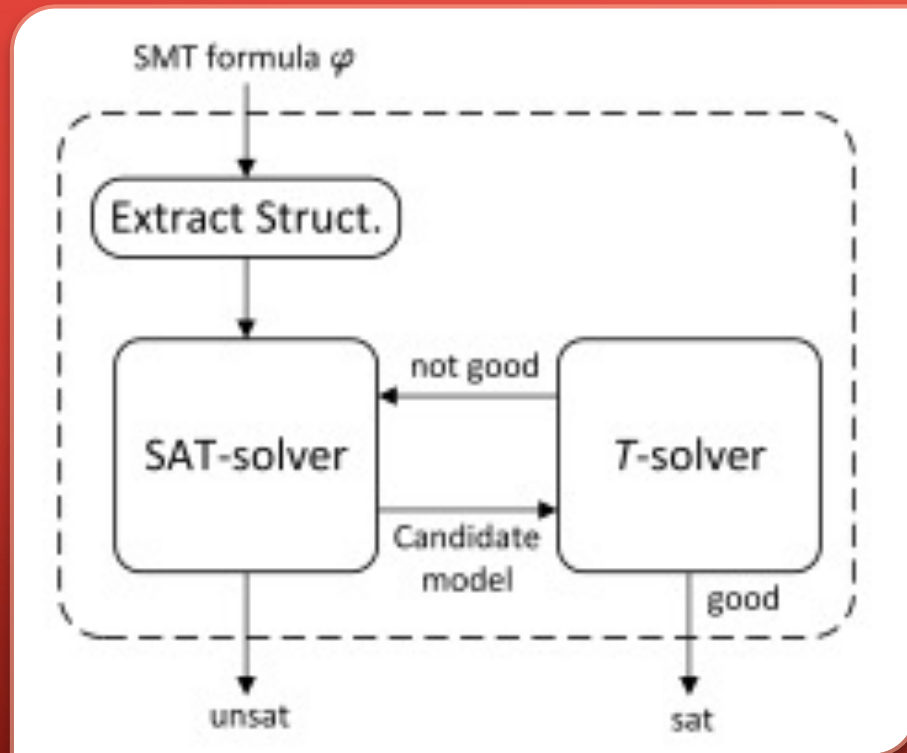 SMT formula φ
Extract Struct.
not good
SAT-solver
T-solver
Candidate
model
good
unsat
sat